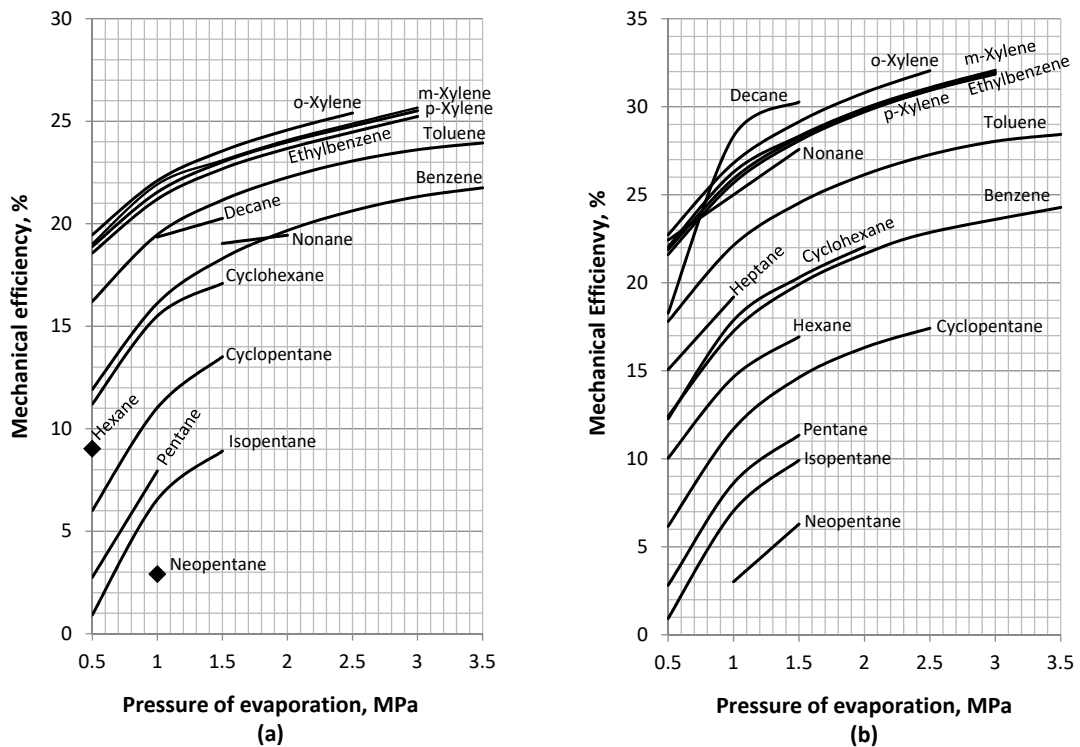 30
25
20
15
10
5
0
Mechanical efficiency, %
o-Xylene
m-Xylene
p-Xylene
Ethylbenzene
Toluene
Benzene
Decane
Nonane
Cyclohexane
Cyclopentane
Hexane
Pentane
Isopentane
Neopentane
0.5 1 1.5 2 2.5 3 3.5
Pressure of evaporation, MPa
(a)
35
30
25
20
15
10
5
0
Mechanical Efficienvy, %
o-Xylene
m-Xylene
Ethylbenzene
p-Xylene
Decane
Toluene
Nonane
Benzene
Cyclohexane
Heptane
Hexane
Cyclopentane
Pentane
Isopentane
Neopentane
0.5 1 1.5 2 2.5 3 3.5
Pressure of evaporation, MPa
(b)